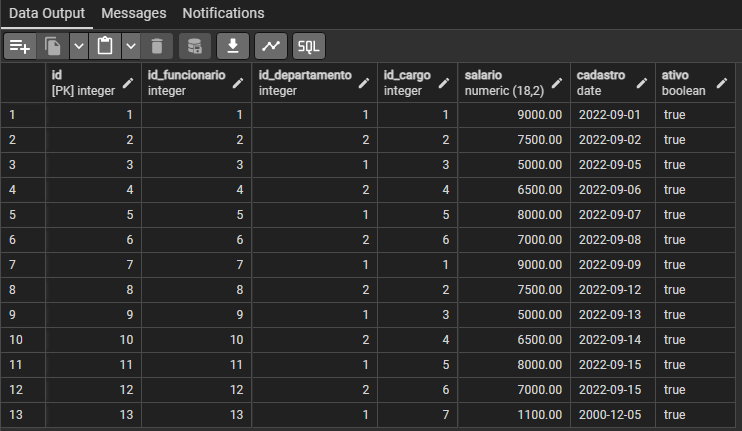 Data Output Messages Notifications
SQL
id id_funcionario id_departamento id_cargo salario cadastro ativo
[PK] integer integer integer integer numeric (18,2) date boolean
1 1 1 1 1 9000.00 2022-09-01 true
2 2 2 2 2 7500.00 2022-09-02 true
3 3 3 1 3 5000.00 2022-09-05 true
4 4 4 2 4 6500.00 2022-09-06 true
5 5 5 1 5 8000.00 2022-09-07 true
6 6 6 2 6 7000.00 2022-09-08 true
7 7 7 1 1 9000.00 2022-09-09 true
8 8 8 2 2 7500.00 2022-09-12 true
9 9 9 1 3 5000.00 2022-09-13 true
10 10 10 2 4 6500.00 2022-09-14 true
11 11 11 1 5 8000.00 2022-09-15 true
12 12 12 2 6 7000.00 2022-09-15 true
13 13 13 1 7 1100.00 2000-12-05 true